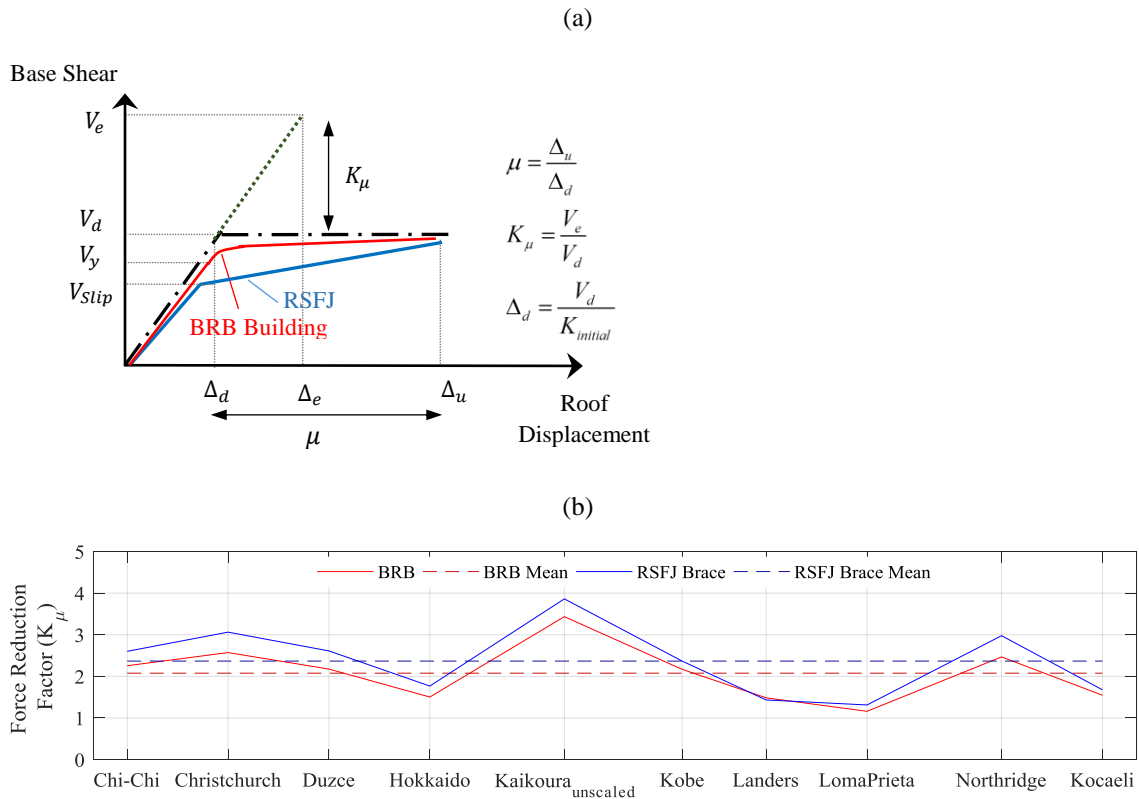 (a)
Base Shear
V_e
K_μ
V_d
V_y
V_Slip
RSFJ
BRB Building
μ = Δ_u / Δ_d
K_μ = V_e / V_d
Δ_d = V_d / K_initial
Δ_d Δ_e Δ_u
μ
Roof
Displacement
(b)
Force Reduction
Factor (K_μ)
5
4
3
2
1
0
BRB BRB Mean RSFJ Brace RSFJ Brace Mean
Chi-Chi Christchurch Duzce Hokkaido Kaikoura_unscaled Kobe Landers LomaPrieta Northridge Kocaeli